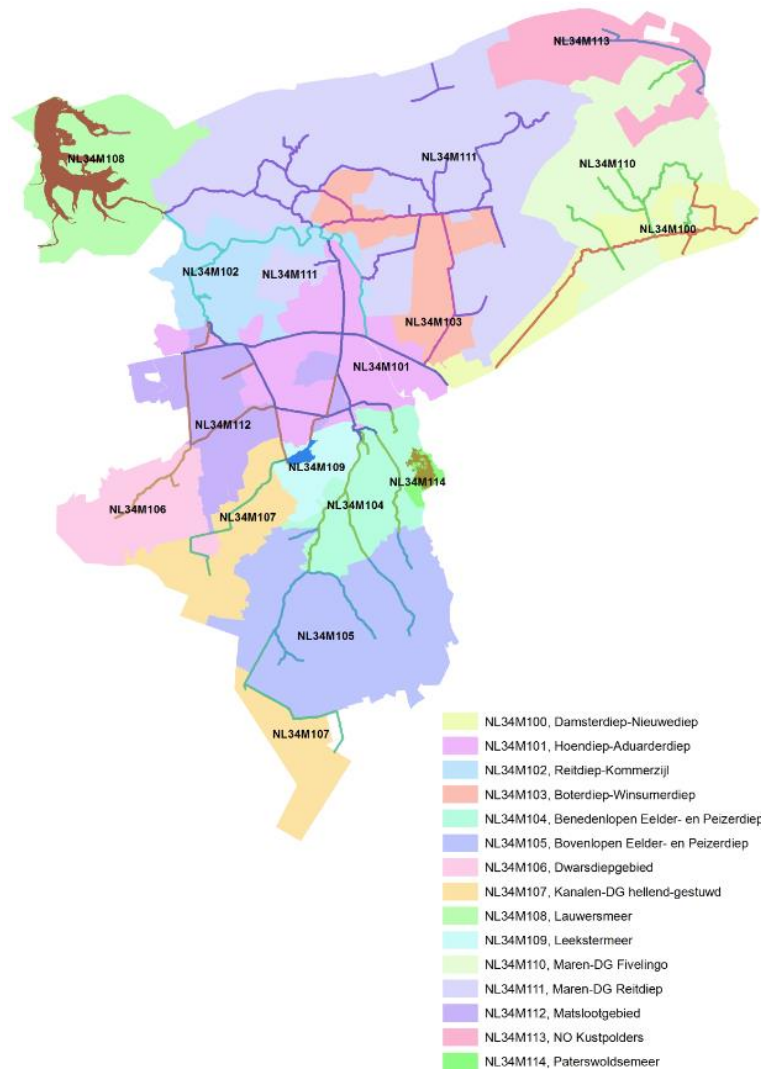 NL34M113
NL34M108
NL34M111
NL34M110
NL34M100
NL34M102
NL34M111
NL34M103
NL34M101
NL34M112
NL34M109
NL34M114
NL34M106
NL34M107
NL34M104
NL34M105
NL34M107
NL34M100, Damsterdiep-Nieuwediep
NL34M101, Hoendiep-Aduarderdiep
NL34M102, Reitdiep-Kommerzijl
NL34M103, Boterdiep-Winsumerdiep
NL34M104, Benedenlopen Eelder- en Peizerdiep
NL34M105, Bovenlopen Eelder- en Peizerdiep
NL34M106, Dwarsdiepgebied
NL34M107, Kanalen-DG hellend-gestuwd
NL34M108, Lauwersmeer
NL34M109, Leekstermeer
NL34M110, Maren-DG Fivelingo
NL34M111, Maren-DG Reitdiep
NL34M112, Matslootgebied
NL34M113, NO Kustpolders
NL34M114, Paterswoldsemeer